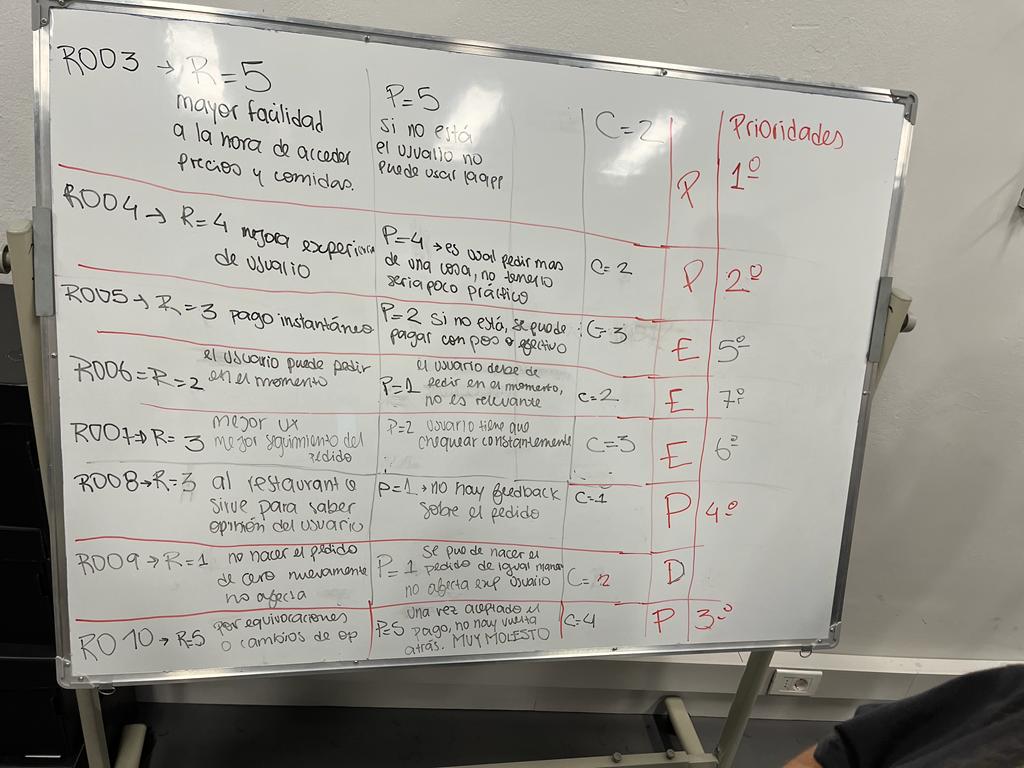 R003 → R=5
mayor facilidad
a la hora de acceder
precios y comidas.
P=5
si no está
el usuario no
puede usar la app
C=2
P
Prioridades
1º
R004 → R=4 mejora experiencia
de usuario
P=4 → es usual pedir mas
de una cosa, no tenerlo
seria poco práctico
C=2
P
2º
R005 → R=3 pago instantáneo
P=2 si no está, se puede
pagar con pos o efectivo
C=3
E
5º
R006=R=2 el usuario puede pedir
en el momento
P=1 el usuario debe de
pedir en el momento,
no es relevante
C=2
E
7º
R007→R=3 mejor ux
mejor seguimiento del
pedido
P=2 usuario tiene que
chequear constantemente
C=3
E
6º
R008→R=3 al restaurante
sirve para saber
opinión del usuario
P=1 → no hay feedback
sobre el pedido
C=1
P
4º
R009→R=1 no hacer el pedido
de cero nuevamente
no afecta
P=1 se puede hacer el
pedido de igual manera
no afecta exp usuario
C=2
D
R010→R=5 por equivocaciones
o cambios de op
P=5 una vez aceptado el
pago, no hay vuelta
atrás. MUY MOLESTO
C=4
P
3º